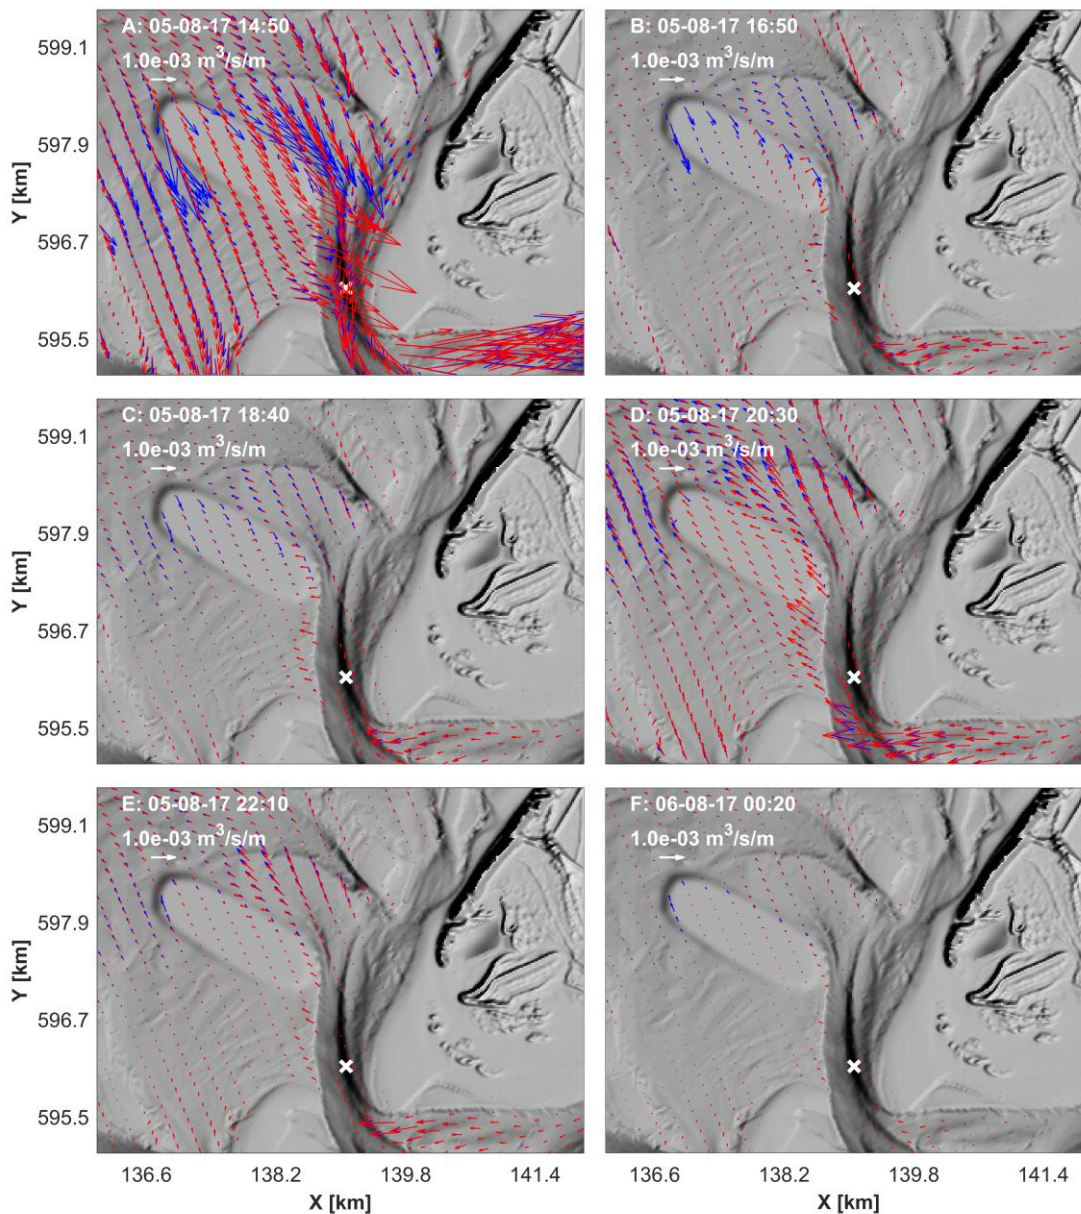 A: 05-08-17 14:50
1.0e-03 m³/s/m
B: 05-08-17 16:50
1.0e-03 m³/s/m
599.1
597.9
596.7
595.5
Y [km]
C: 05-08-17 18:40
1.0e-03 m³/s/m
D: 05-08-17 20:30
1.0e-03 m³/s/m
599.1
597.9
596.7
595.5
Y [km]
E: 05-08-17 22:10
1.0e-03 m³/s/m
F: 06-08-17 00:20
1.0e-03 m³/s/m
599.1
597.9
596.7
595.5
Y [km]
136.6 138.2 139.8 141.4
X [km]
136.6 138.2 139.8 141.4
X [km]